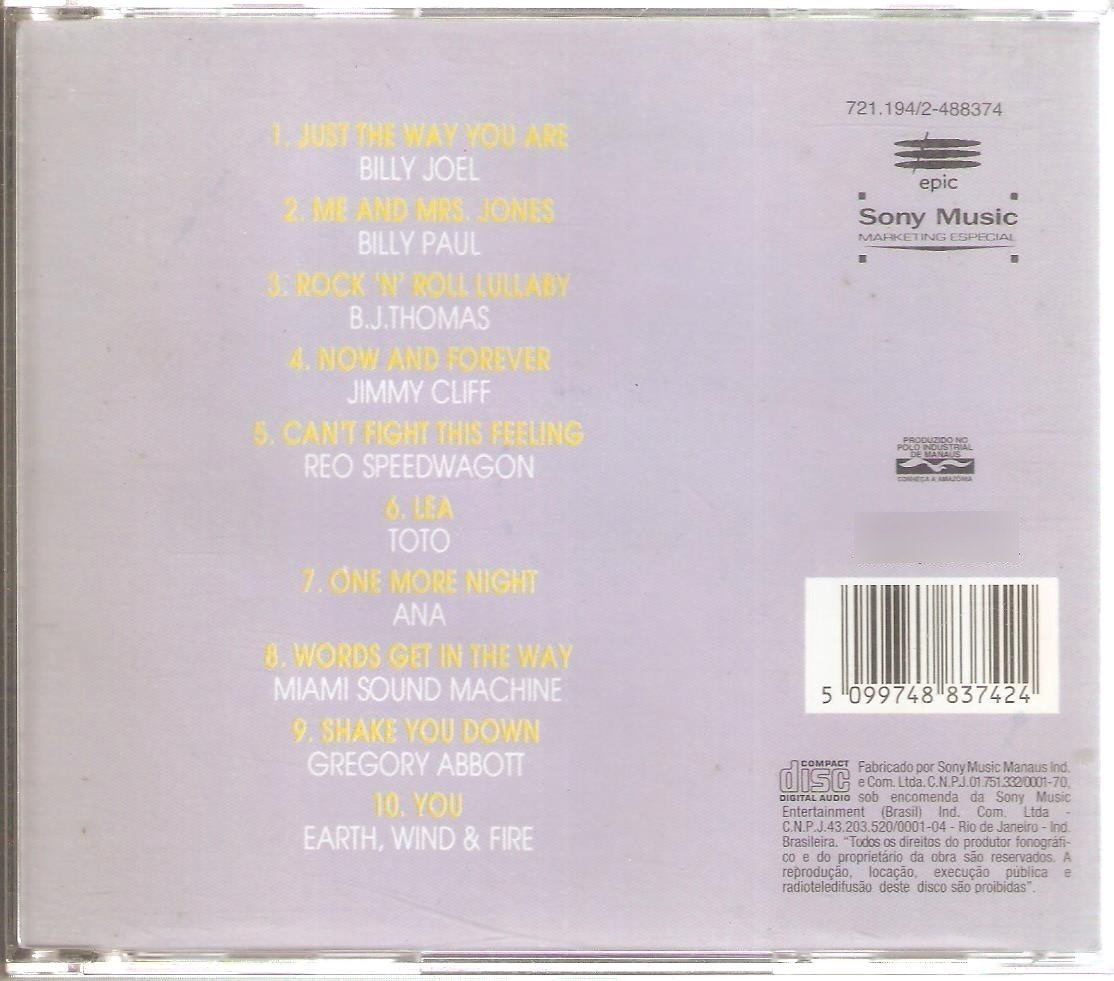 1. JUST THE WAY YOU ARE
BILLY JOEL
2. ME AND MRS. JONES
BILLY PAUL
3. ROCK 'N' ROLL LULLABY
B.J.THOMAS
4. NOW AND FOREVER
JIMMY CLIFF
5. CAN'T FIGHT THIS FEELING
REO SPEEDWAGON
6. LEA
TOTO
7. ONE MORE NIGHT
ANA
8. WORDS GET IN THE WAY
MIAMI SOUND MACHINE
9. SHAKE YOU DOWN
GREGORY ABBOTT
10. YOU
EARTH, WIND & FIRE
721.194/2-488374
epic
Sony Music
MARKETING ESPECIAL
PRODUZIDO NO
POLO INDUSTRIAL
DE MANAUS
CONHEÇA A AMAZÔNIA
5 099748 837424
COMPACT
disc
DIGITAL AUDIO
Fabricado por Sony Music Manaus Ind.
e Com. Ltda. C.N.P.J. 01.751.332/0001-70,
sob encomenda da Sony Music
Entertainment (Brasil) Ind. Com. Ltda -
C.N.P.J.43.203.520/0001-04 - Rio de Janeiro - Ind.
Brasileira. "Todos os direitos do produtor fonográfi-
co e do proprietário da obra são reservados. A
reprodução, locação, execução pública e
radioteledifusão deste disco são proibidas".